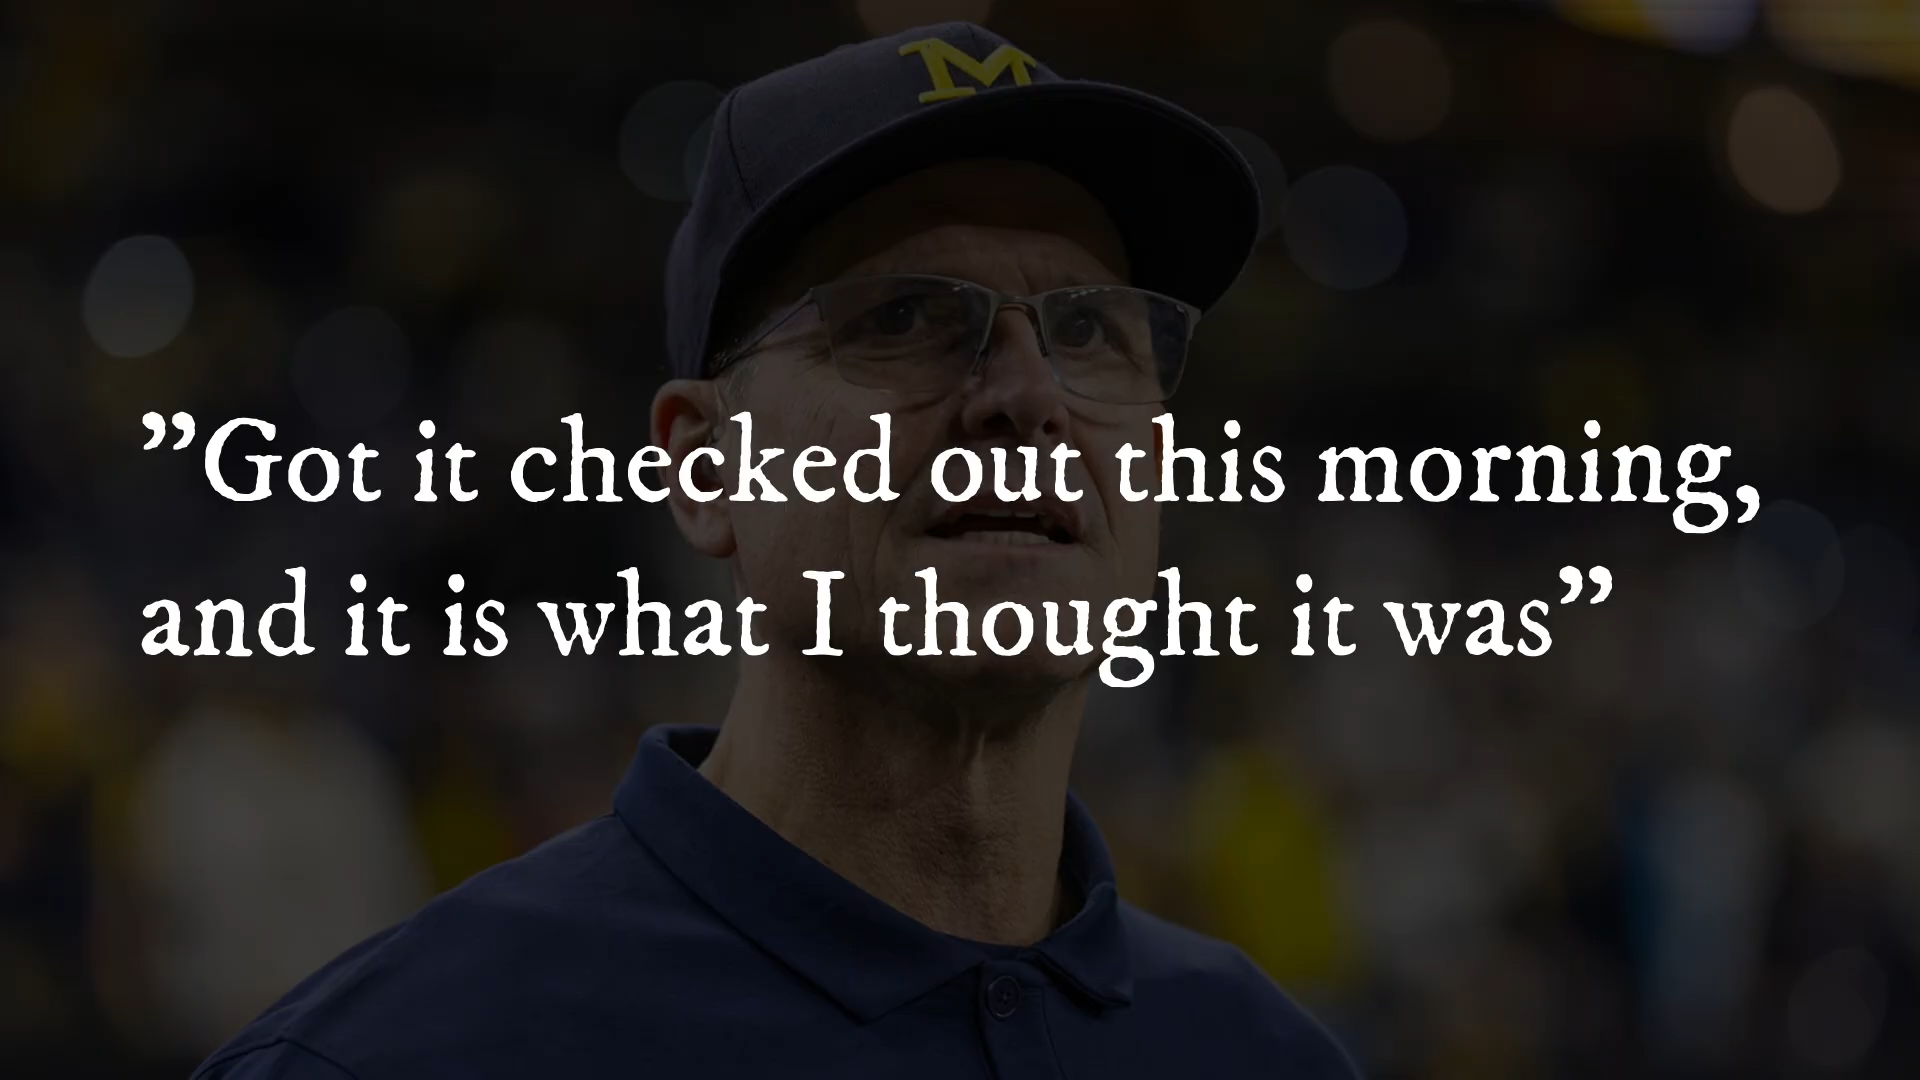 M
”Got it checked out this morning,
and it is what I thought it was”